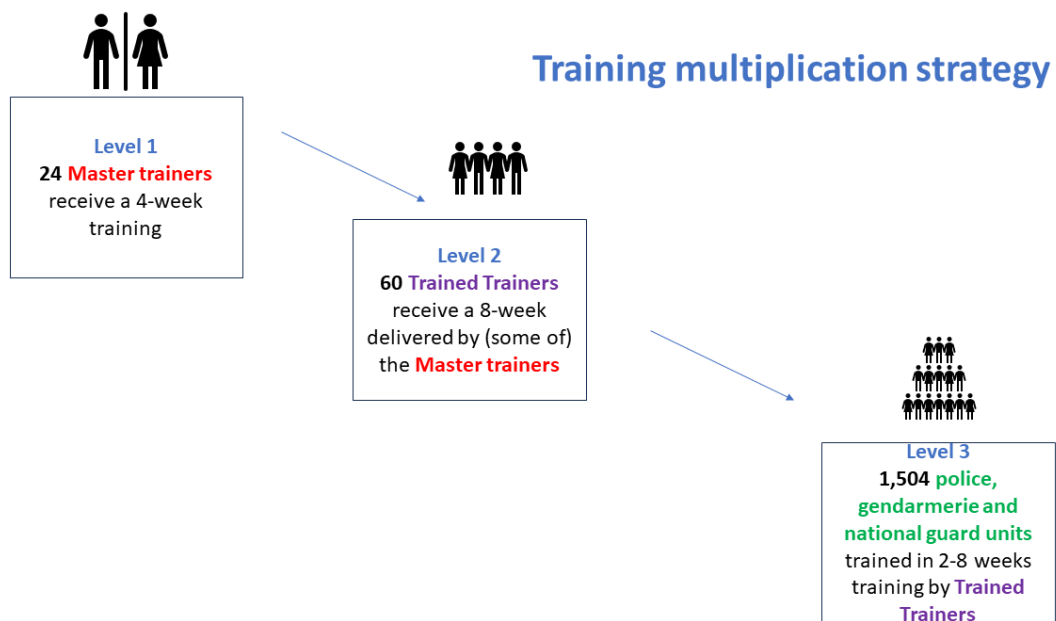 Training multiplication strategy
Level 1
24 Master trainers
receive a 4-week
training
Level 2
60 Trained Trainers
receive a 8-week
delivered by (some of)
the Master trainers
Level 3
1,504 police,
gendarmerie and
national guard units
trained in 2-8 weeks
training by Trained
Trainers